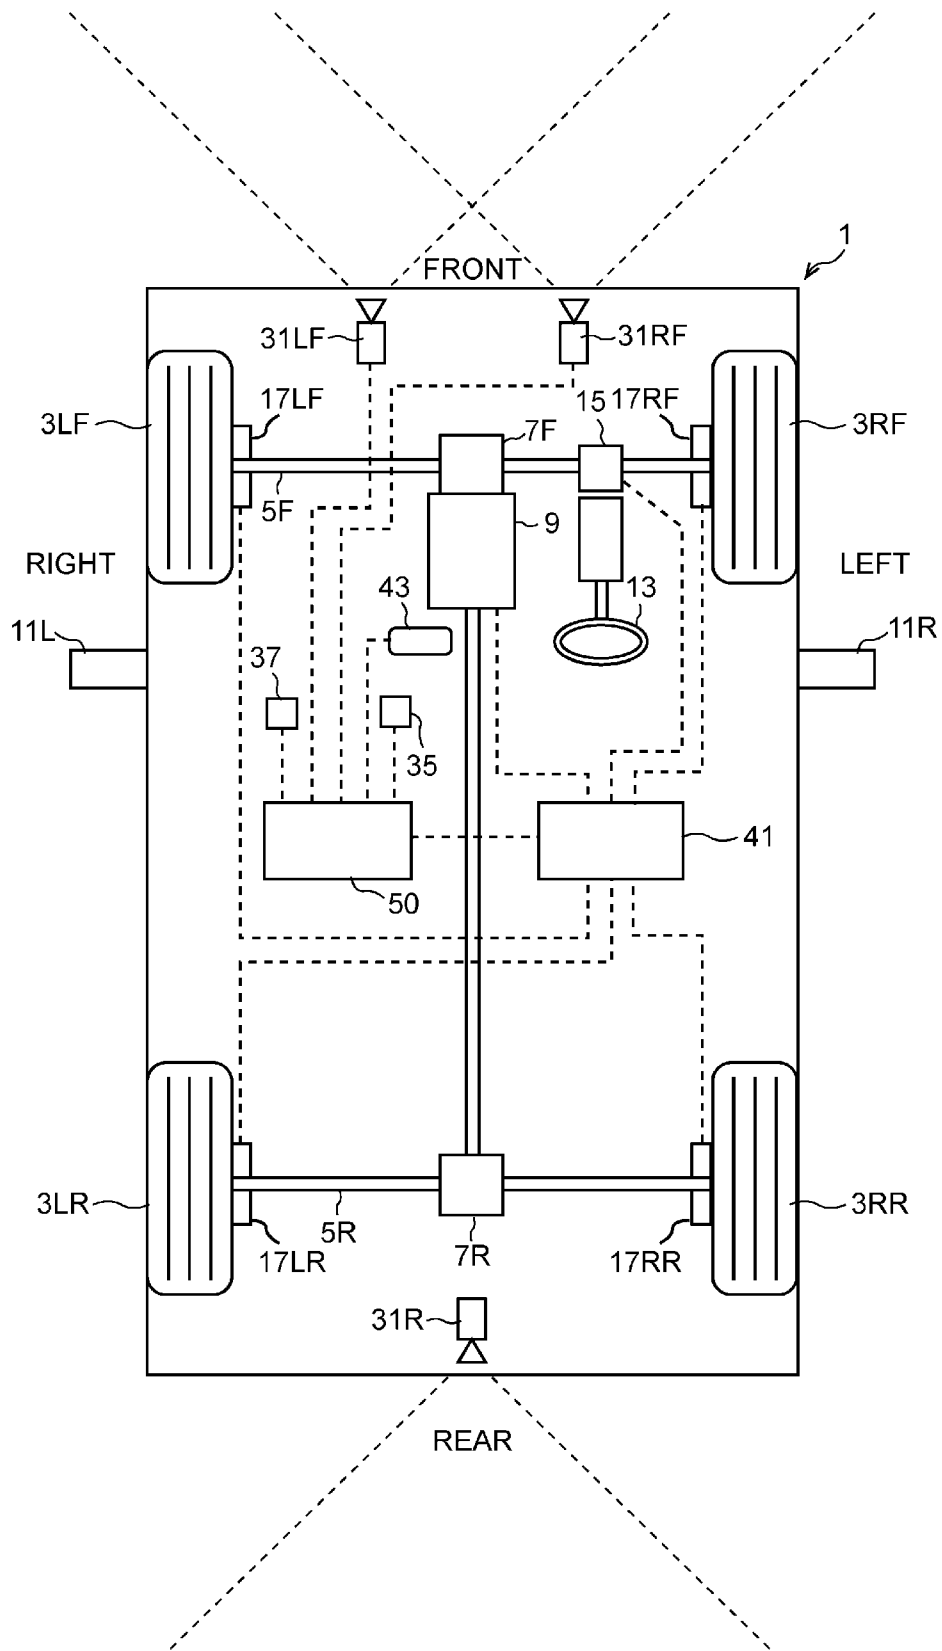 1
FRONT
31LF
31RF
17LF
15
17RF
3LF
7F
3RF
5F
9
RIGHT
LEFT
43
13
11L
11R
37
35
41
50
3LR
5R
3RR
17LR
7R
17RR
31R
REAR